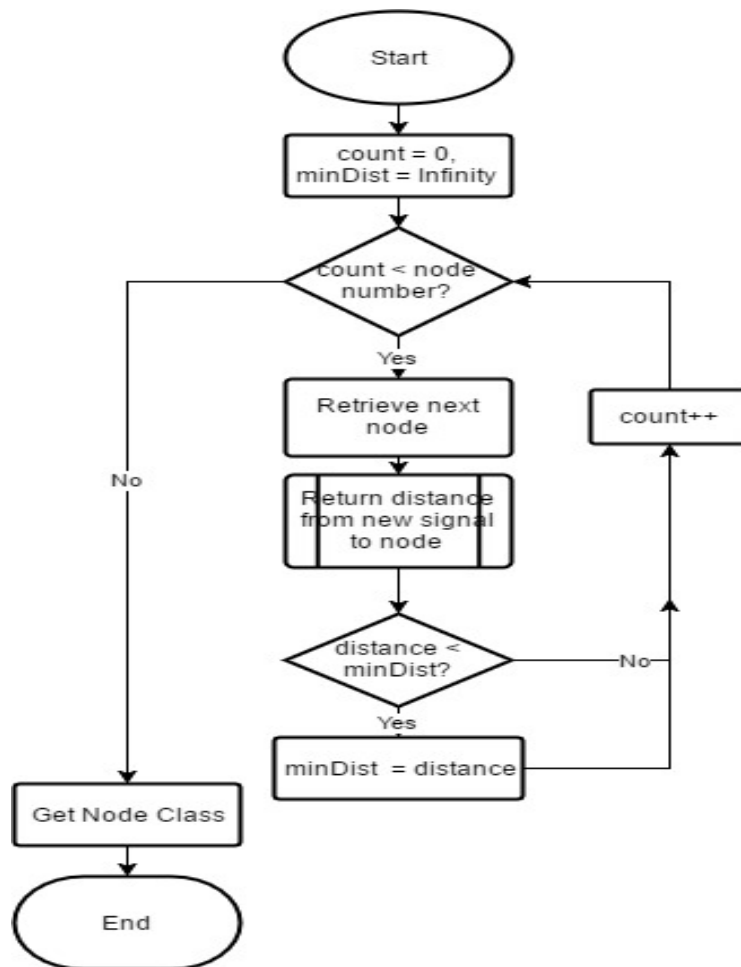 Start
count = 0,
minDist = Infinity
count < node
number?
Yes
Retrieve next
node
count++
No
Return distance
from new signal
to node
distance <
minDist?
No
Yes
minDist = distance
Get Node Class
End